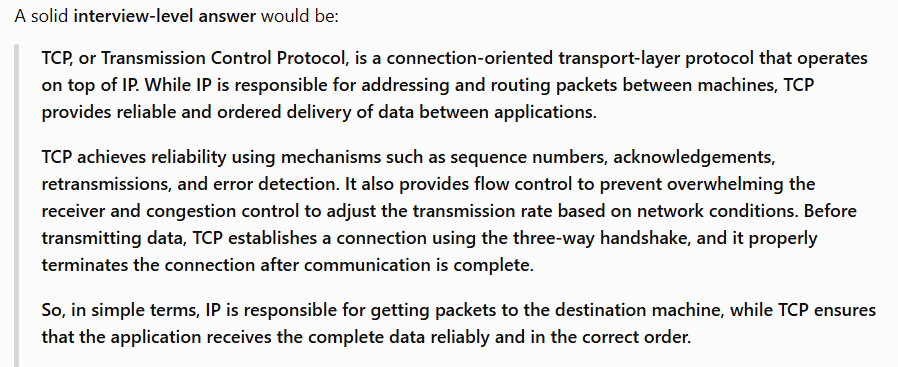 A solid interview-level answer would be:
TCP, or Transmission Control Protocol, is a connection-oriented transport-layer protocol that operates
on top of IP. While IP is responsible for addressing and routing packets between machines, TCP
provides reliable and ordered delivery of data between applications.
TCP achieves reliability using mechanisms such as sequence numbers, acknowledgements,
retransmissions, and error detection. It also provides flow control to prevent overwhelming the
receiver and congestion control to adjust the transmission rate based on network conditions. Before
transmitting data, TCP establishes a connection using the three-way handshake, and it properly
terminates the connection after communication is complete.
So, in simple terms, IP is responsible for getting packets to the destination machine, while TCP ensures
that the application receives the complete data reliably and in the correct order.